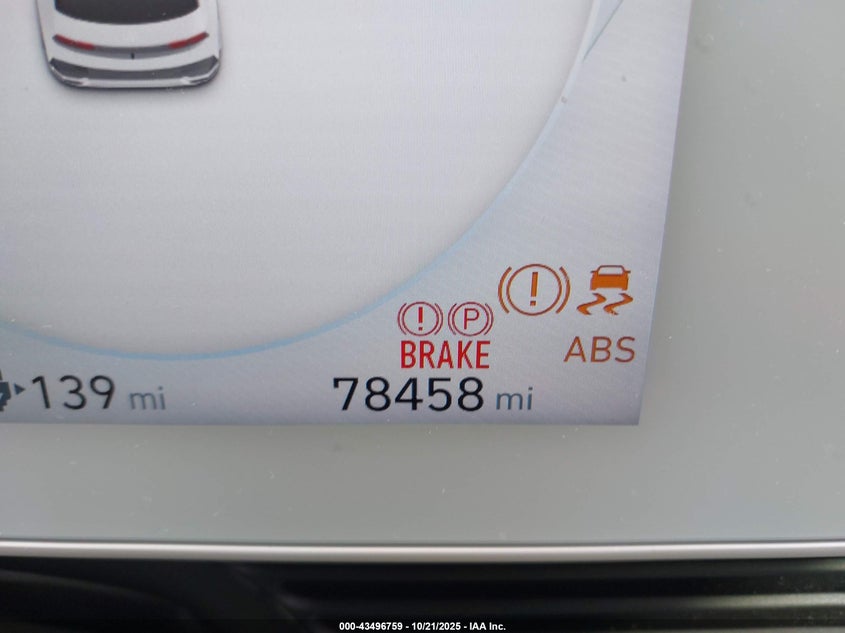 BRAKE
ABS
139 mi
78458 mi
P
000-43496759 - 10/21/2025 - IAA Inc.